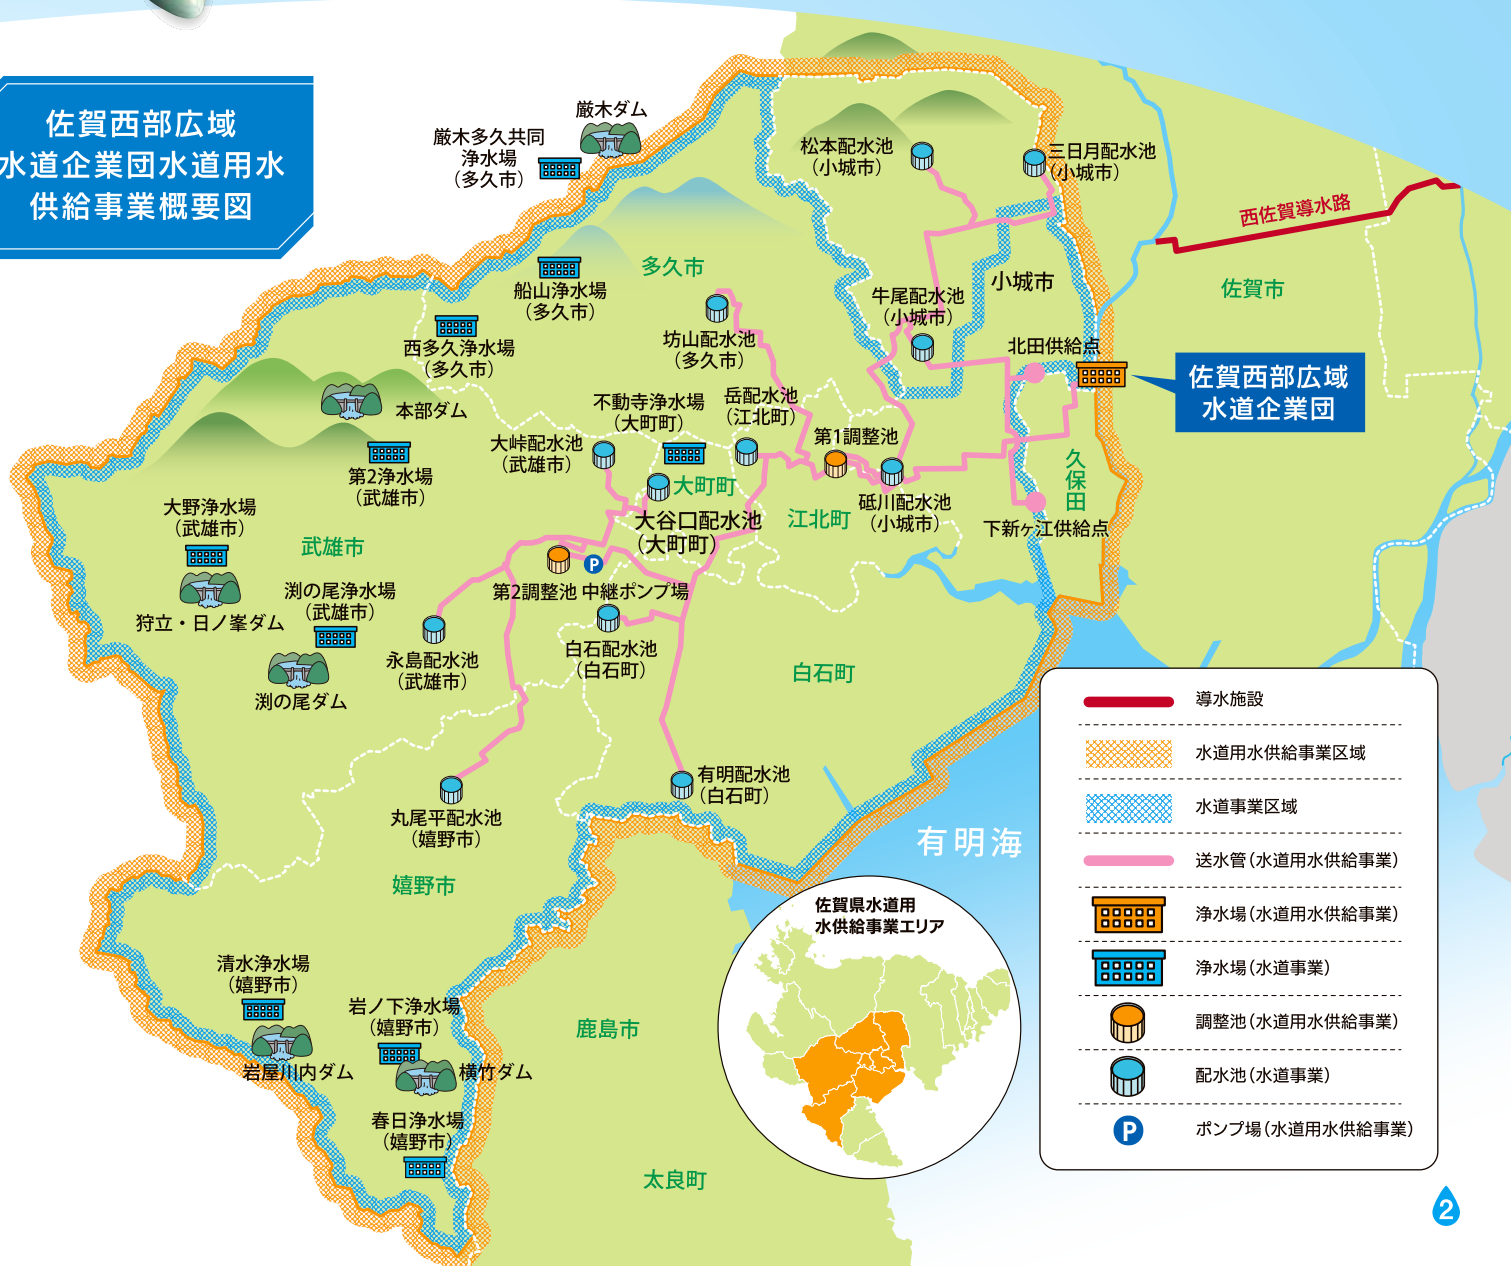 佐賀西部広域
水道企業団水道用水
供給事業概要図
厳木ダム
厳木多久共同
浄水場
（多久市）
松本配水池
（小城市）
三日月配水池
（小城市）
西佐賀導水路
佐賀市
多久市
船山浄水場
（多久市）
小城市
牛尾配水池
（小城市）
西多久浄水場
（多久市）
坊山配水池
（多久市）
北田供給点
佐賀西部広域
水道企業団
本部ダム
不動寺浄水場
（大町町）
岳配水池
（江北町）
大峠配水池
（武雄市）
第1調整池
第2浄水場
（武雄市）
大町町
久保田
大野浄水場
（武雄市）
大谷口配水池
（大町町）
江北町
砥川配水池
（小城市）
下新ヶ江供給点
武雄市
渕の尾浄水場
（武雄市）
第2調整池
P
中継ポンプ場
狩立・日ノ峯ダム
白石配水池
（白石町）
永島配水池
（武雄市）
白石町
渕の尾ダム
有明配水池
（白石町）
丸尾平配水池
（嬉野市）
有明海
嬉野市
清水浄水場
（嬉野市）
岩ノ下浄水場
（嬉野市）
鹿島市
岩屋川内ダム
横竹ダム
春日浄水場
（嬉野市）
太良町
佐賀県水道用
水供給事業エリア
導水施設
水道用水供給事業区域
水道事業区域
送水管（水道用水供給事業）
浄水場（水道用水供給事業）
浄水場（水道事業）
調整池（水道用水供給事業）
配水池（水道事業）
P
ポンプ場（水道用水供給事業）
2